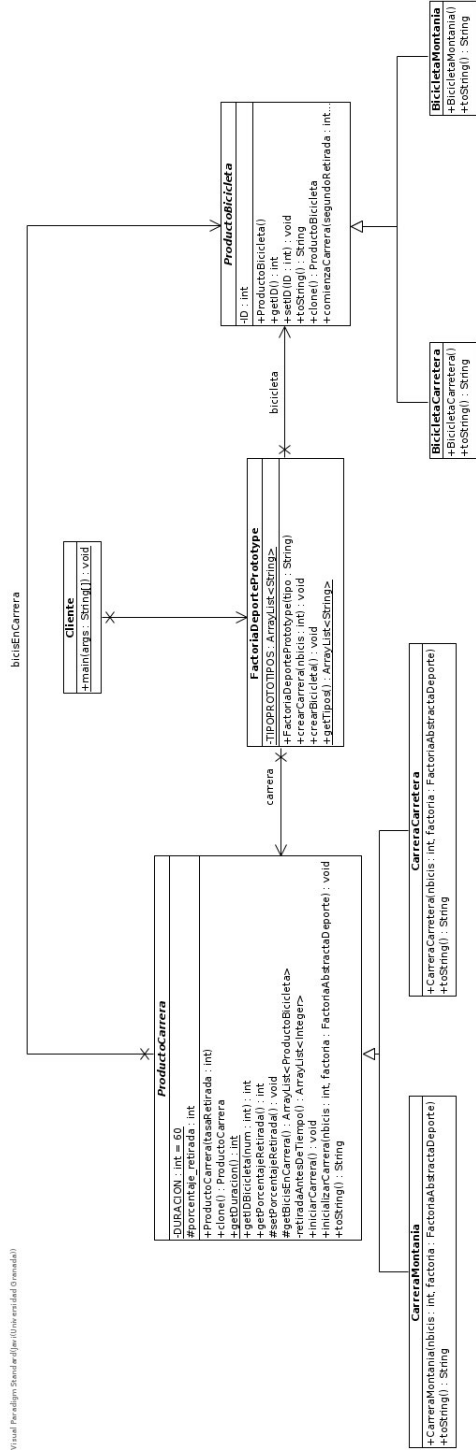 Visual Paradigm Standard(Javi(Universidad Granada))
bicisEnCarrera
Cliente
+main(args : String[]) : void
ProductoCarrera
-DURACION : int = 60
#porcentaje_retirada : int
+ProductoCarrera(tasaRetirada : int)
+clone() : ProductoCarrera
+getDuracion() : int
+getIDBicicleta(num : int) : int
+getPorcentajeRetirada() : int
#setPorcentajeRetirada() : void
#getBicisEnCarrera() : ArrayList<ProductoBicicleta>
-retiradaAntesDeTiempo() : ArrayList<Integer>
+iniciarCarrera() : void
+inicializarCarrera(nbicis : int, factoria : FactoriaAbstractaDeporte) : void
+toString() : String
carrera
FactoriaDeportePrototype
-TIPOPROTOTIPOS : ArrayList<String>
+FactoriaDeportePrototype(tipo : String)
+crearCarrera(nbicis : int) : void
+crearBicicleta() : void
+getTipos() : ArrayList<String>
bicicleta
ProductoBicicleta
-ID : int
+ProductoBicicleta()
+getID() : int
+setID(ID : int) : void
+toString() : String
+clone() : ProductoBicicleta
+comienzaCarrera(segundoRetirada : int...
CarreraMontania
+CarreraMontania(nbicis : int, factoria : FactoriaAbstractaDeporte)
+toString() : String
CarreraCarretera
+CarreraCarretera(nbicis : int, factoria : FactoriaAbstractaDeporte)
+toString() : String
BicicletaCarretera
+BicicletaCarretera()
+toString() : String
BicicletaMontania
+BicicletaMontania()
+toString() : String